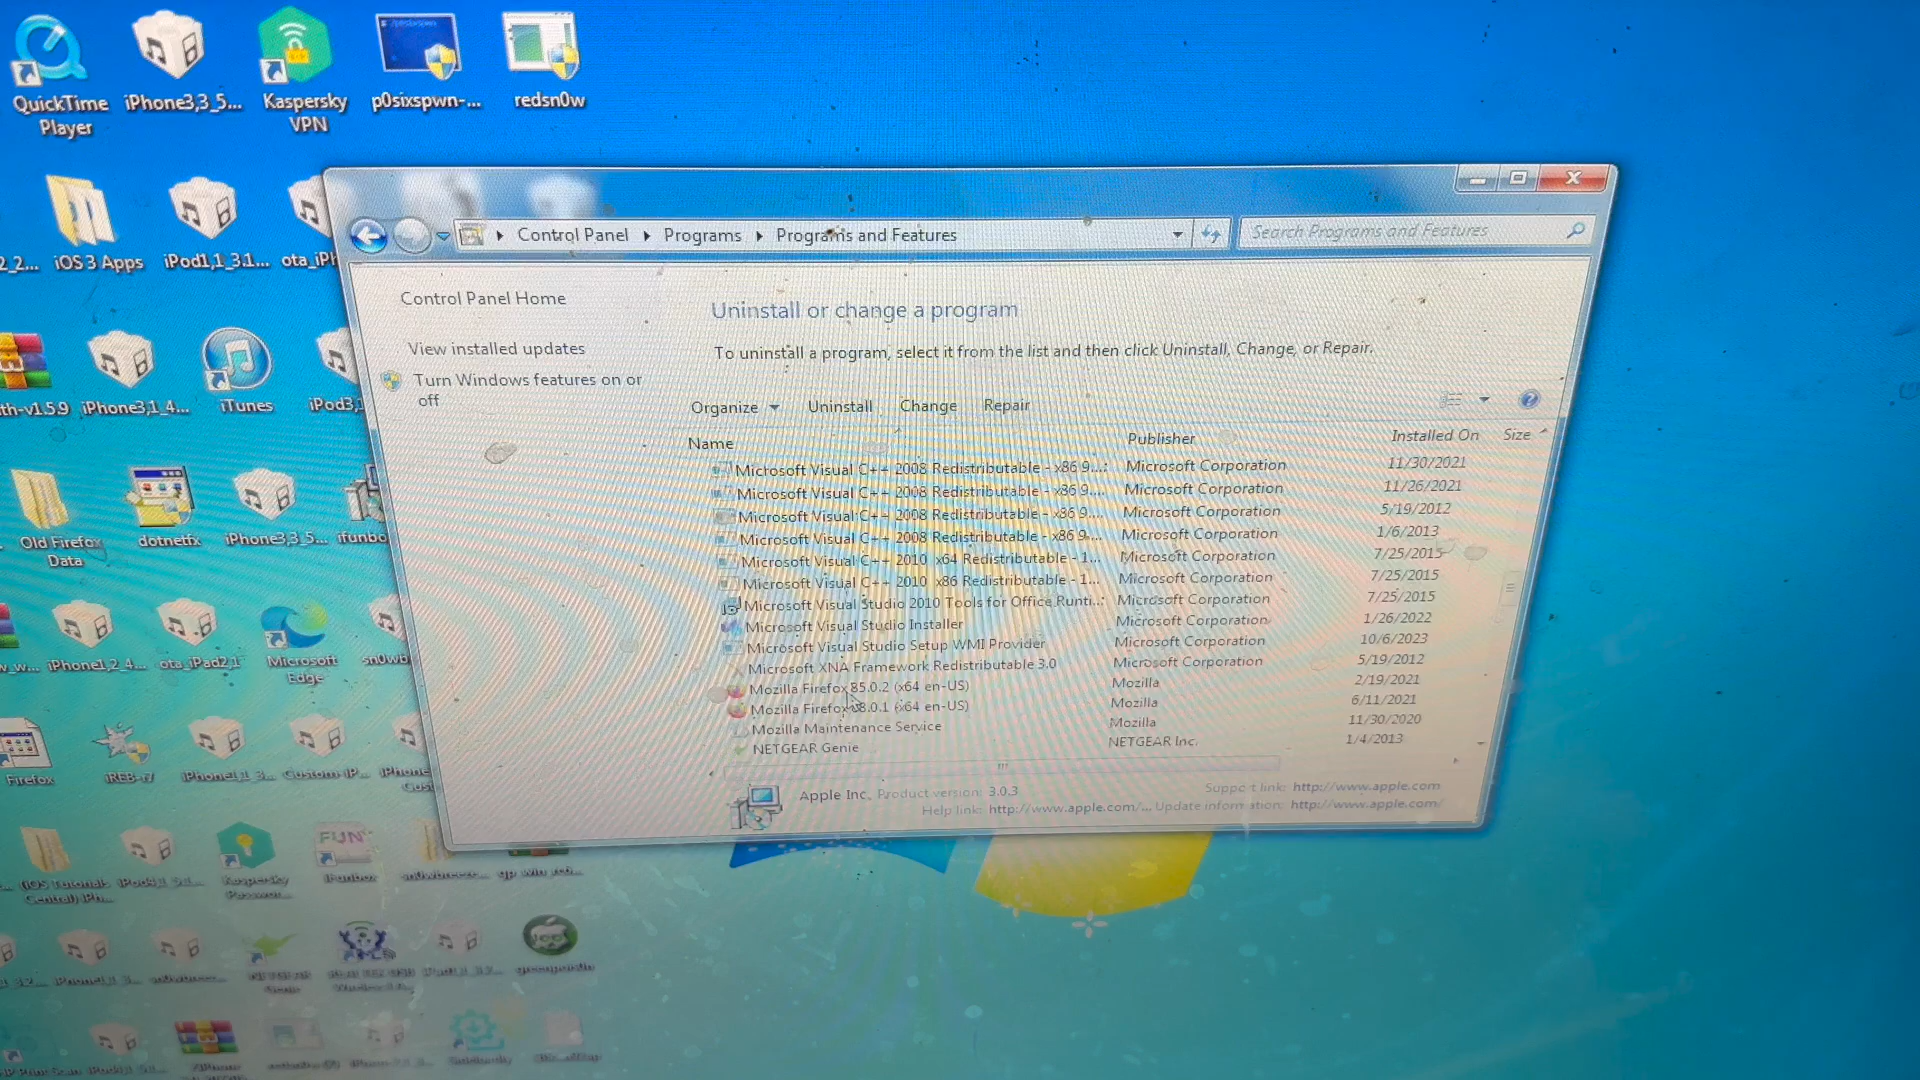 QuickTime Player
iPhone3,3_5...
Kaspersky VPN
p0sixspwn-...
redsn0w
2_2...
iOS 3 Apps
iPod1,1_3.1...
ota_iPh
th-v1.5.9
iPhone3,1_4...
iTunes
iPod3,1
Old Firefox Data
dotnetfx
iPhone3,3_5...
ifunbo
iPhone1,2_4...
ota_iPad2,1
Microsoft Edge
sn0wb
Firefox
iREB-r7
iPhone1,1_3...
Custom iP...
iPhone
FUN
iFunbox
Kaspersky
greenpois0n
Control Panel
Programs
Programs and Features
Search Programs and Features
Control Panel Home
View installed updates
Turn Windows features on or
off
Uninstall or change a program
To uninstall a program, select it from the list and then click Uninstall, Change, or Repair.
Organize Uninstall Change Repair
Name Publisher Installed On Size
Microsoft Visual C++ 2008 Redistributable - x86 9.... Microsoft Corporation 11/30/2021
Microsoft Visual C++ 2008 Redistributable - x86 9.... Microsoft Corporation 11/26/2021
Microsoft Visual C++ 2008 Redistributable - x86 9.... Microsoft Corporation 5/19/2012
Microsoft Visual C++ 2008 Redistributable - x86 9.... Microsoft Corporation 1/6/2013
Microsoft Visual C++ 2010 x64 Redistributable - 1... Microsoft Corporation 7/25/2015
Microsoft Visual C++ 2010 x86 Redistributable - 1... Microsoft Corporation 7/25/2015
Microsoft Visual Studio 2010 Tools for Office Runti... Microsoft Corporation 7/25/2015
Microsoft Visual Studio Installer Microsoft Corporation 1/26/2022
Microsoft Visual Studio Setup WMI Provider Microsoft Corporation 10/6/2023
Microsoft XNA Framework Redistributable 3.0 Microsoft Corporation 5/19/2012
Mozilla Firefox 85.0.2 (x64 en-US) Mozilla 2/19/2021
Mozilla Firefox 88.0.1 (x64 en-US) Mozilla 6/11/2021
Mozilla Maintenance Service Mozilla 11/30/2020
NETGEAR Genie NETGEAR Inc. 1/4/2013
Apple Inc. Product version: 3.0.3 Support link: http://www.apple.com
Help link: http://www.apple.com/... Update information: http://www.apple.com/